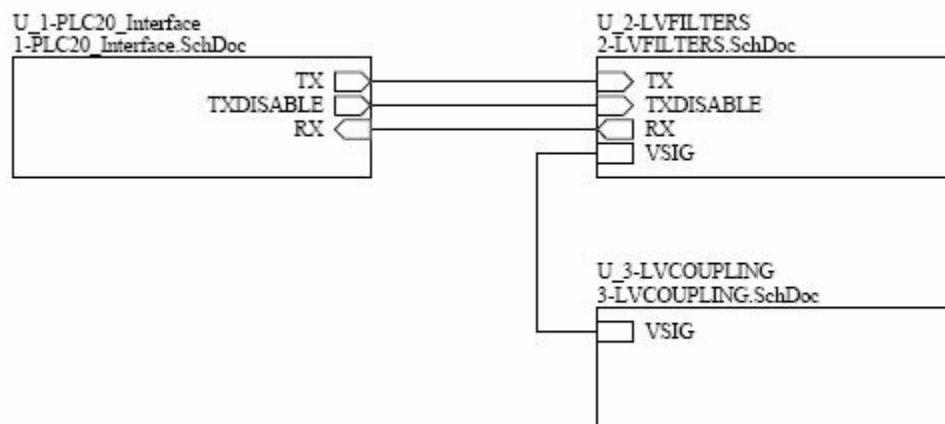 U_1-PLC20_Interface
1-PLC20_Interface.SchDoc
TX
TXDISABLE
RX
U_2-LVFILTERS
2-LVFILTERS.SchDoc
TX
TXDISABLE
RX
VSIG
U_3-LVCOUPLING
3-LVCOUPLING.SchDoc
VSIG